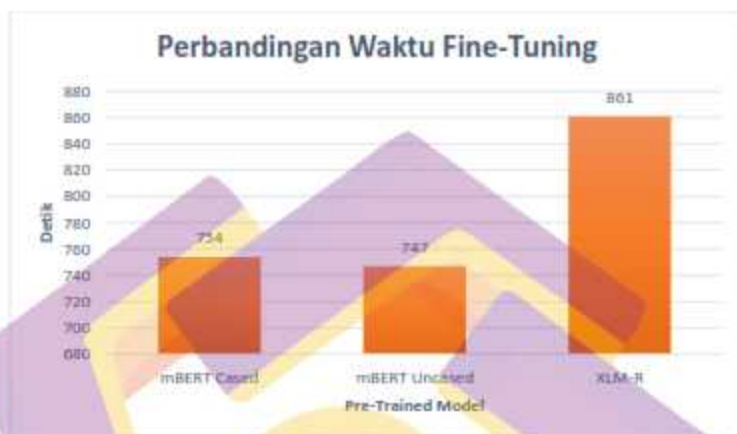 Perbandingan Waktu Fine-Tuning
880
860
840
820
800
780
760
740
720
700
680
Detik
754
747
861
mBERT Cased
mBERT Uncased
XLM-R
Pre-Trained Model